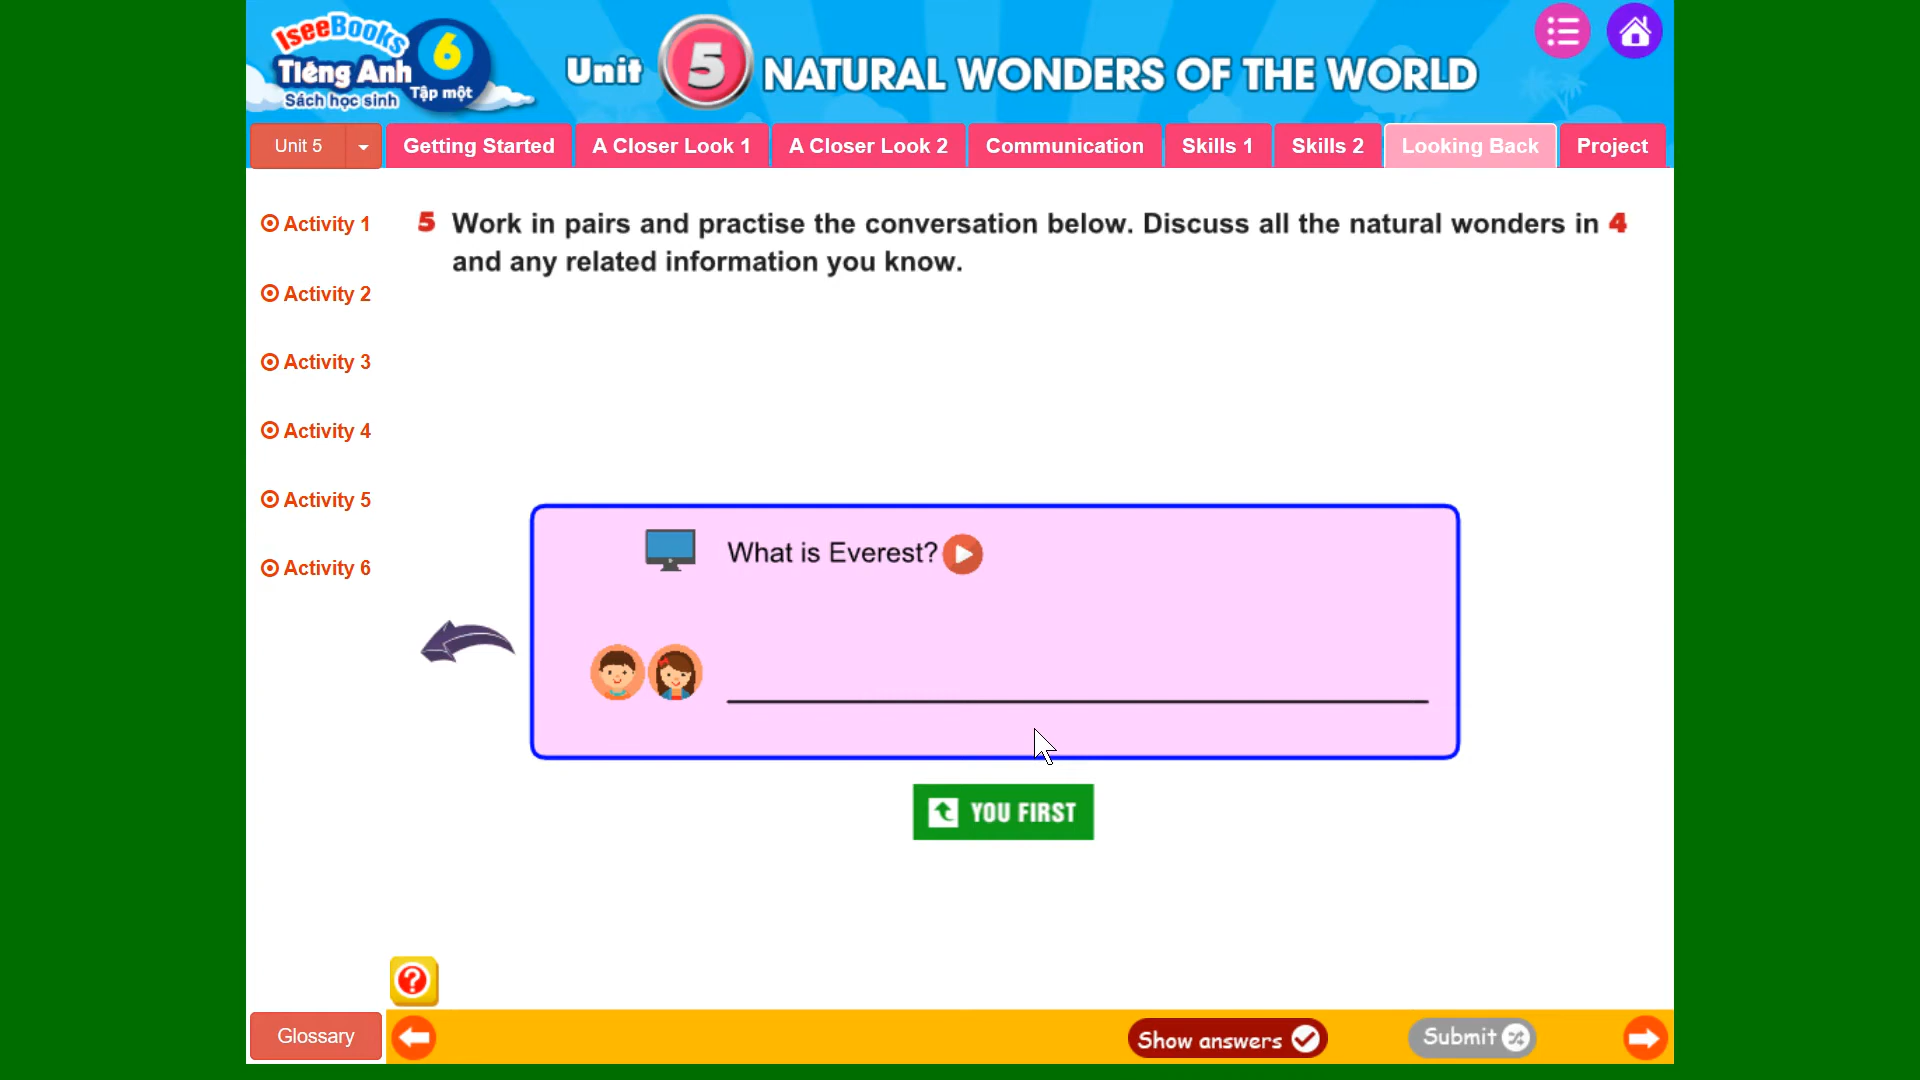 IseeBooks
Tiếng Anh 6
Sách học sinh Tập một
Unit 5 NATURAL WONDERS OF THE WORLD
Unit 5
Getting Started
A Closer Look 1
A Closer Look 2
Communication
Skills 1
Skills 2
Looking Back
Project
Activity 1
Activity 2
Activity 3
Activity 4
Activity 5
Activity 6
5 Work in pairs and practise the conversation below. Discuss all the natural wonders in 4
and any related information you know.
What is Everest?
YOU FIRST
?
Glossary
Show answers
Submit